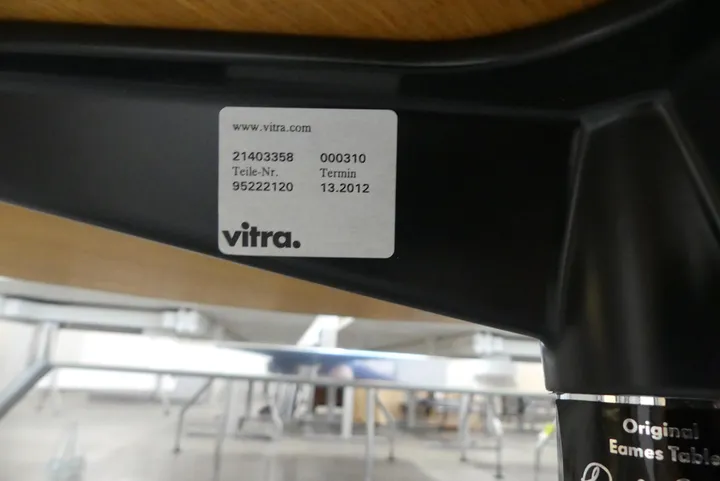 www.vitra.com
21403358 000310
Teile-Nr. Termin
95222120 13.2012
vitra.
Original
Eames Table